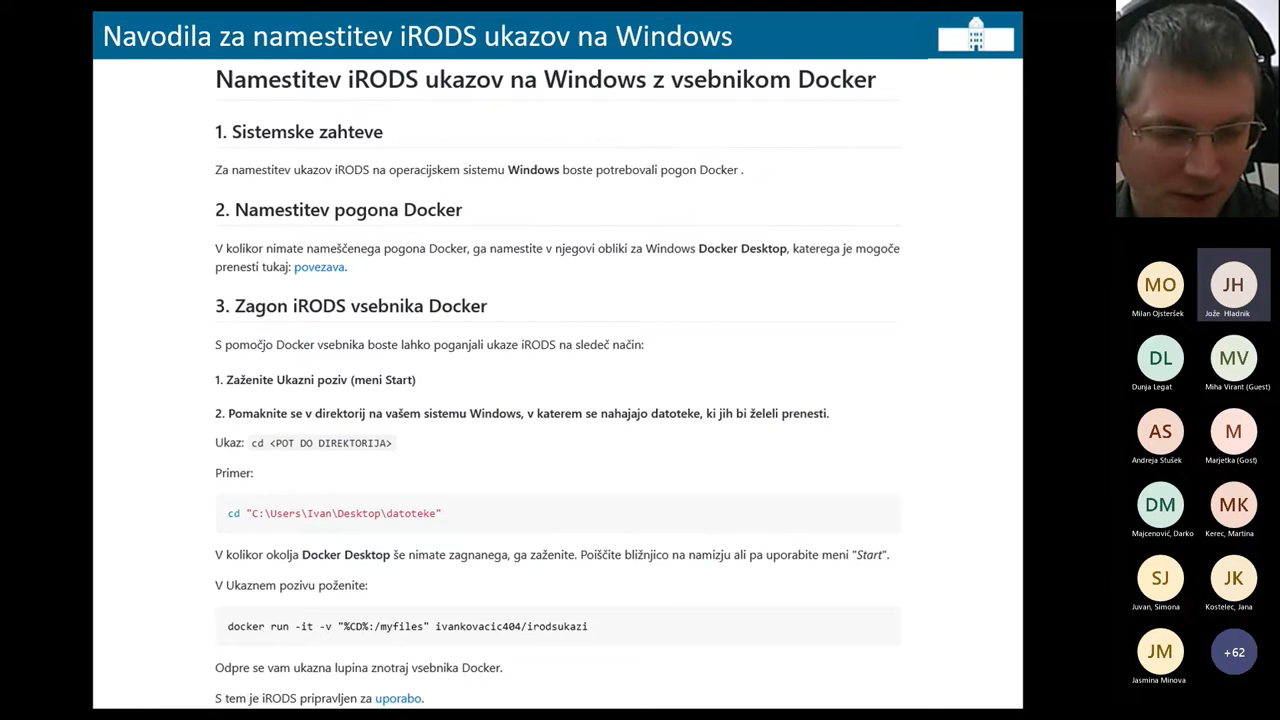 Navodila za namestitev iRODS ukazov na Windows
Namestitev iRODS ukazov na Windows z vsebnikom Docker
1. Sistemske zahteve
Za namestitev ukazov iRODS na operacijskem sistemu Windows boste potrebovali pogon Docker .
2. Namestitev pogona Docker
V kolikor nimate nameščenega pogona Docker, ga namestite v njegovi obliki za Windows Docker Desktop, katerega je mogoče
prenesti tukaj: povezava.
3. Zagon iRODS vsebnika Docker
S pomočjo Docker vsebnika boste lahko poganjali ukaze iRODS na sledeč način:
1. Zaženite Ukazni poziv (meni Start)
2. Pomaknite se v direktorij na vašem sistemu Windows, v katerem se nahajajo datoteke, ki jih bi želeli prenesti.
Ukaz: cd <POT DO DIREKTORIJA>
Primer:
cd "C:\Users\Ivan\Desktop\datoteke"
V kolikor okolja Docker Desktop še nimate zagnanega, ga zaženite. Poiščite bližnjico na namizju ali pa uporabite meni "Start".
V Ukaznem pozivu poženite:
docker run -it -v "%CD%:/myfiles" ivankovacic404/irodsukazi
Odpre se vam ukazna lupina znotraj vsebnika Docker.
S tem je iRODS pripravljen za uporabo.
MO
JH
Milan Ojsteršek
Jože Hladnik
DL
MV
Dunja Legat
Miha Virant (Guest)
AS
M
Andreja Stušek
Marjetka (Gost)
DM
MK
Majcenović, Darko
Kerec, Martina
SJ
JK
Juvan, Simona
Kostelec, Jana
JM
+62
Jasmina Minova